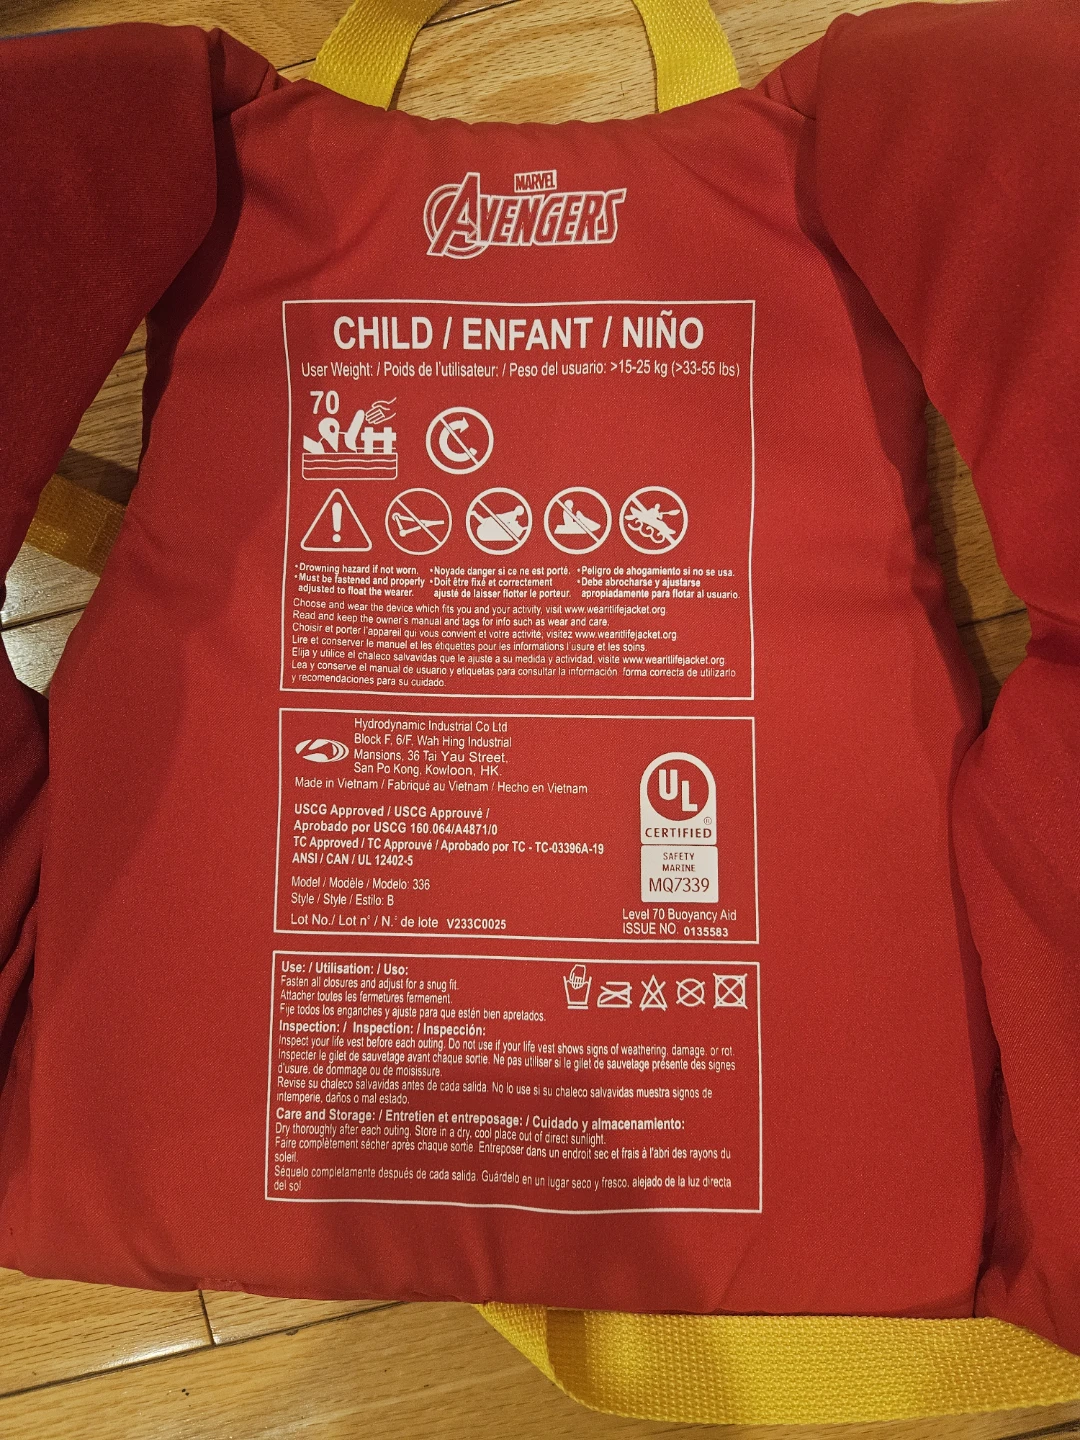 MARVEL
AVENGERS
CHILD / ENFANT / NIÑO
User Weight: / Poids de l'utilisateur: / Peso del usuario: >15-25 kg (>33-55 lbs)
70
•Drowning hazard if not worn.
•Must be fastened and properly
adjusted to float the wearer.
•Noyade danger si ce ne est porté.
•Doit être fixé et correctement
ajusté de laisser flotter le porteur.
•Peligro de ahogamiento si no se usa.
•Debe abrocharse y ajustarse
apropiadamente para flotar al usuario.
Choose and wear the device which fits you and your activity, visit www.wearitlifejacket.org.
Read and keep the owner's manual and tags for info such as wear and care.
Choisir et porter l'appareil qui vous convient et votre activité, visitez www.wearitlifejacket.org
Lire et conserver le manuel et les étiquettes pour les informations l'usure et les soins.
Elija y utilice el chaleco salvavidas que le ajuste a su medida y actividad, visite www.wearitlifejacket.org
Lea y conserve el manual de usuario y etiquetas para consultar la información, forma correcta de utilizarlo
y recomendaciones para su cuidado.
Hydrodynamic Industrial Co Ltd
Block F, 6/F, Wah Hing Industrial
Mansions, 36 Tai Yau Street,
San Po Kong, Kowloon, HK.
Made in Vietnam / Fabriqué au Vietnam / Hecho en Vietnam
USCG Approved / USCG Approuvé /
Aprobado por USCG 160.064/A4871/0
TC Approved / TC Approuvé / Aprobado por TC - TC-03396A-19
ANSI / CAN / UL 12402-5
Model / Modèle / Modelo: 336
Style / Style / Estilo: B
Lot No./ Lot n° / N.° de lote V233C0025
UL ®
CERTIFIED
SAFETY
MARINE
MQ7339
Level 70 Buoyancy Aid
ISSUE NO. 0135583
Use: / Utilisation: / Uso:
Fasten all closures and adjust for a snug fit.
Attacher toutes les fermetures fermement.
Fije todos los enganches y ajuste para que estén bien apretados.
Inspection: / Inspection: / Inspección:
Inspect your life vest before each outing. Do not use if your life vest shows signs of weathering, damage, or rot.
Inspecter le gilet de sauvetage avant chaque sortie. Ne pas utiliser si le gilet de sauvetage présente des signes
d'usure, de dommage ou de moisissure.
Revise su chaleco salvavidas antes de cada salida. No lo use si su chaleco salvavidas muestra signos de
intemperie, daños o mal estado.
Care and Storage: / Entretien et entreposage: / Cuidado y almacenamiento:
Dry thoroughly after each outing. Store in a dry, cool place out of direct sunlight.
Faire complètement sécher après chaque sortie. Entreposer dans un endroit sec et frais à l'abri des rayons du
soleil.
Séquelo completamente después de cada salida. Guárdelo en un lugar seco y fresco, alejado de la luz directa
del sol